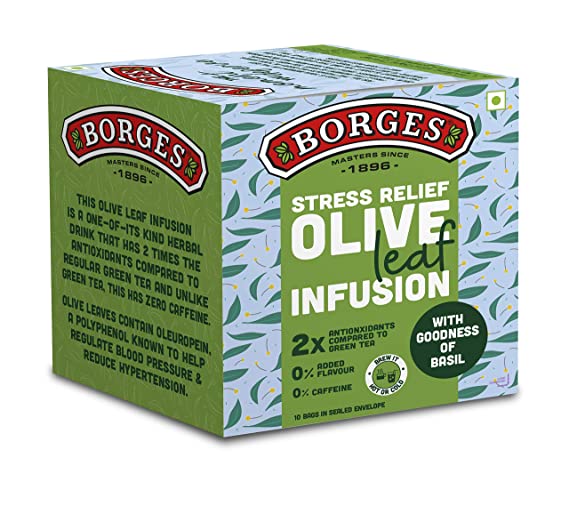 BORGES
MASTERS SINCE
-1896-
THIS OLIVE LEAF INFUSION
IS A ONE-OF-ITS KIND HERBAL
DRINK THAT HAS 2 TIMES THE
ANTIOXIDANTS COMPARED TO
REGULAR GREEN TEA AND UNLIKE
GREEN TEA, THIS HAS ZERO CAFFEINE.
OLIVE LEAVES CONTAIN OLEUROPEIN,
A POLYPHENOL KNOWN TO HELP
REGULATE BLOOD PRESSURE &
REDUCE HYPERTENSION.
BORGES
BORGES
MASTERS SINCE
-1896-
STRESS RELIEF
OLIVE
leaf
INFUSION
2X ANTIOXIDANTS
COMPARED TO
GREEN TEA
0% ADDED
FLAVOUR
0% CAFFEINE
BREW IT
HOT OR COLD
WITH
GOODNESS
OF
BASIL
10 BAGS IN SEALED ENVELOPE